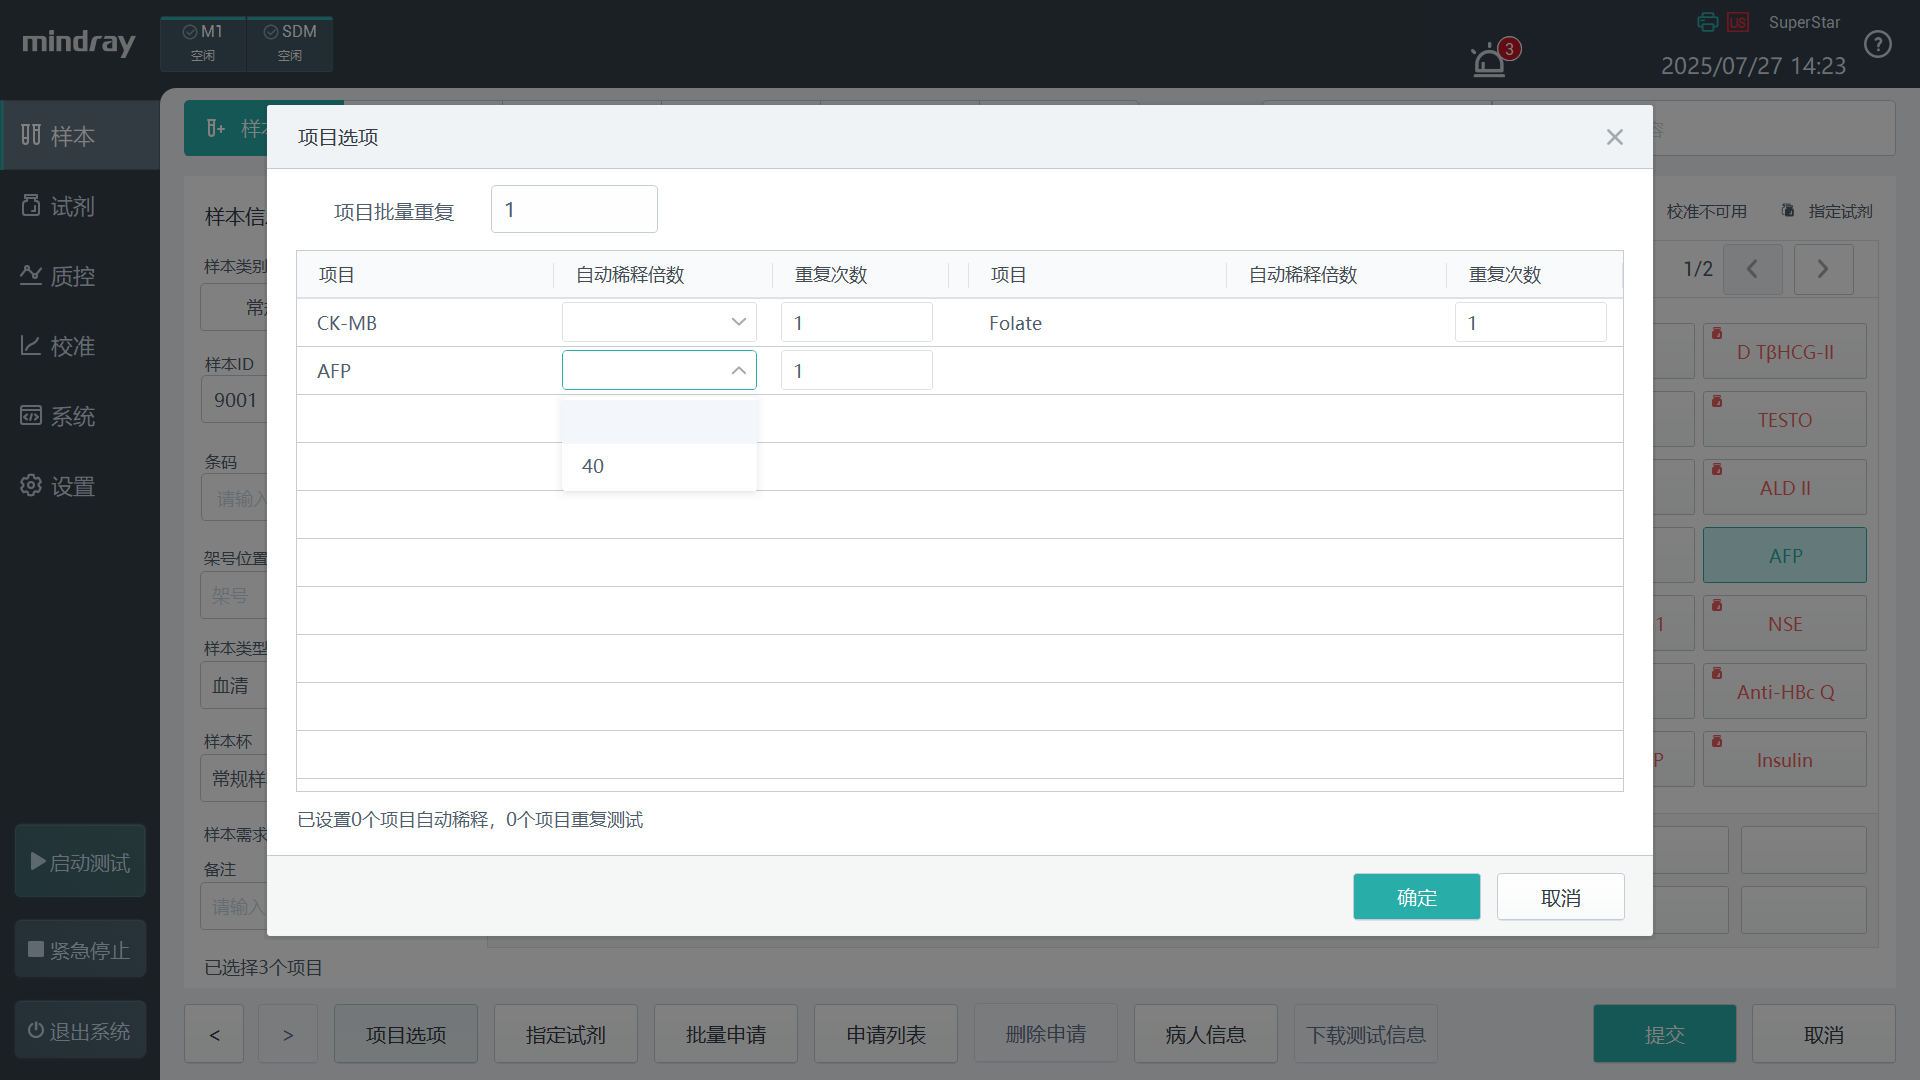 mindray
M1
空闲
SDM
空闲
3
LIS
SuperStar
2025/07/27 14:23
样本
试剂
质控
校准
系统
设置
启动测试
紧急停止
退出系统
项目选项
项目批量重复
1
项目
自动稀释倍数
重复次数
项目
自动稀释倍数
重复次数
CK-MB
1
Folate
1
AFP
1
40
已设置0个项目自动稀释，0个项目重复测试
确定
取消
样本类别
样本ID
9001
条码
请输入
架号位置
架号
样本类型
血清
样本杯
常规样
样本需求
备注
请输入
已选择3个项目
校准不可用
指定试剂
1/2
D TβHCG-II
TESTO
ALD II
AFP
1
NSE
Anti-HBc Q
P
Insulin
<
>
项目选项
指定试剂
批量申请
申请列表
删除申请
病人信息
下载测试信息
提交
取消